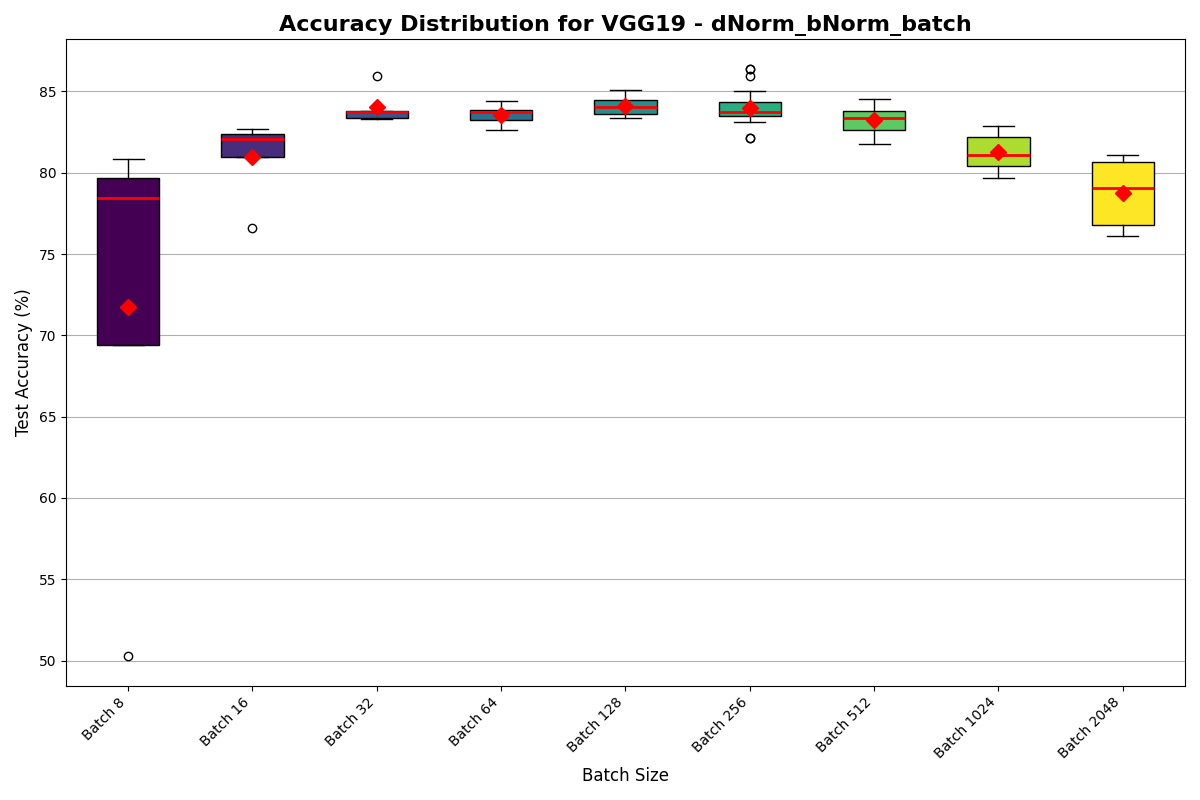 Accuracy Distribution for VGG19 - dNorm_bNorm_batch
Test Accuracy (%)
85
80
75
70
65
60
55
50
Batch 8
Batch 16
Batch 32
Batch 64
Batch 128
Batch 256
Batch 512
Batch 1024
Batch 2048
Batch Size